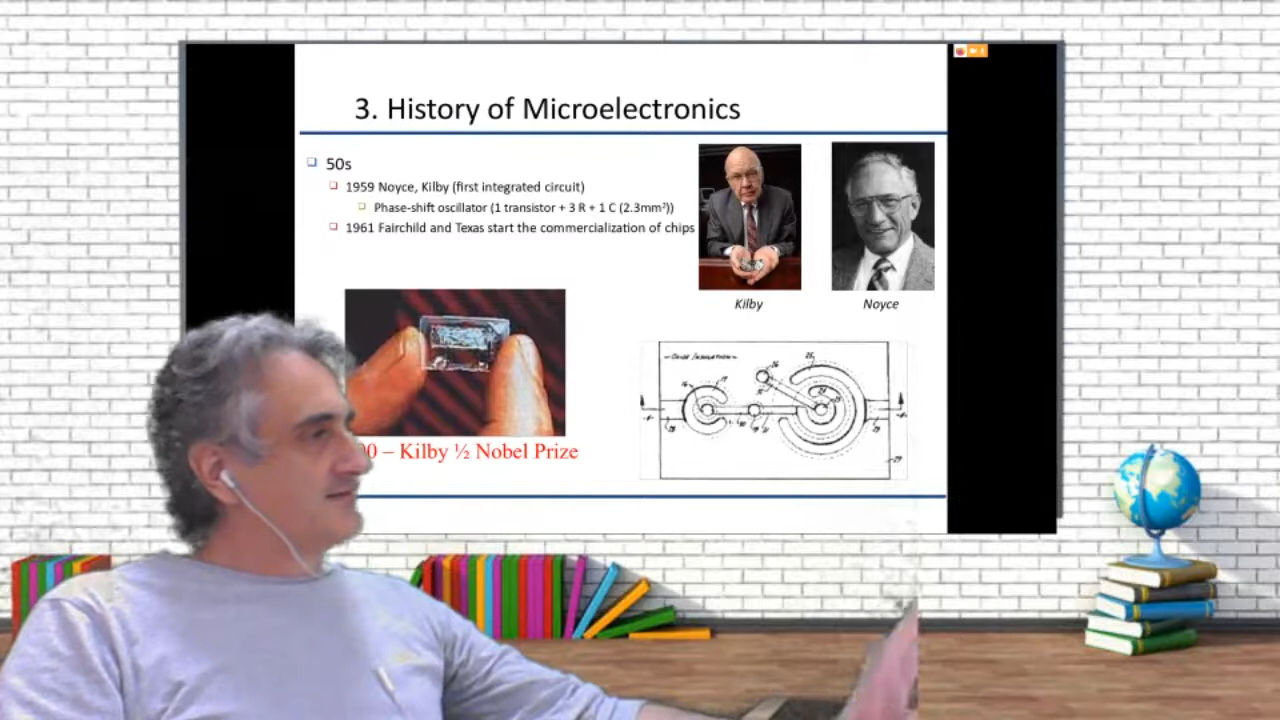 3. History of Microelectronics
50s
1959 Noyce, Kilby (first integrated circuit)
Phase-shift oscillator (1 transistor + 3 R + 1 C (2.3mm²))
1961 Fairchild and Texas start the commercialization of chips
Kilby
Noyce
0 – Kilby ½ Nobel Prize